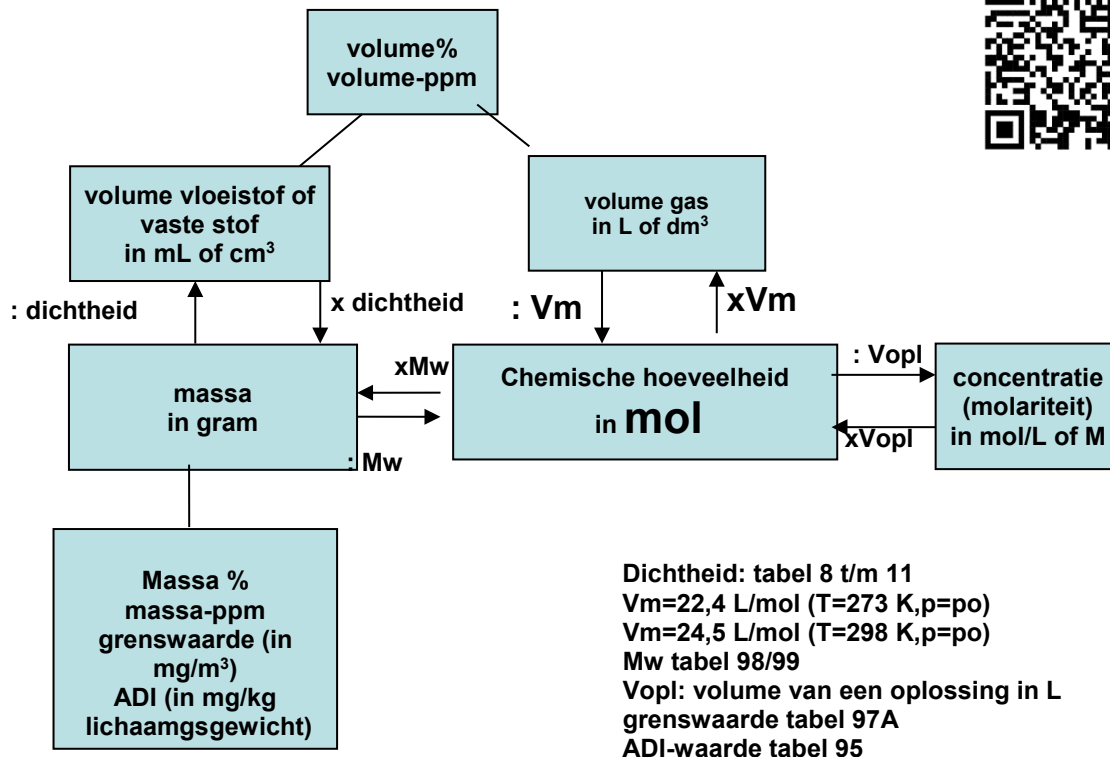 volume%
volume-ppm
volume vloeistof of
vaste stof
in mL of cm³
volume gas
in L of dm³
: dichtheid
x dichtheid
: Vm
xVm
massa
in gram
xMw
: Mw
Chemische hoeveelheid
in mol
: Vopl
xVopl
concentratie
(molariteit)
in mol/L of M
Massa %
massa-ppm
grenswaarde (in
mg/m³)
ADI (in mg/kg
lichaamgsgewicht)
Dichtheid: tabel 8 t/m 11
Vm=22,4 L/mol (T=273 K,p=po)
Vm=24,5 L/mol (T=298 K,p=po)
Mw tabel 98/99
Vopl: volume van een oplossing in L
grenswaarde tabel 97A
ADI-waarde tabel 95